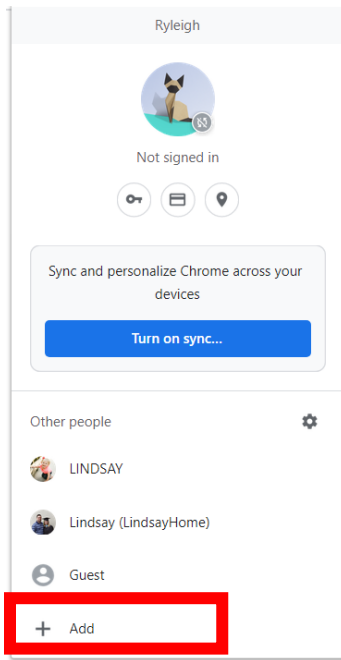 Ryleigh
Not signed in
Sync and personalize Chrome across your
devices
Turn on sync...
Other people
LINDSAY
Lindsay (LindsayHome)
Guest
Add